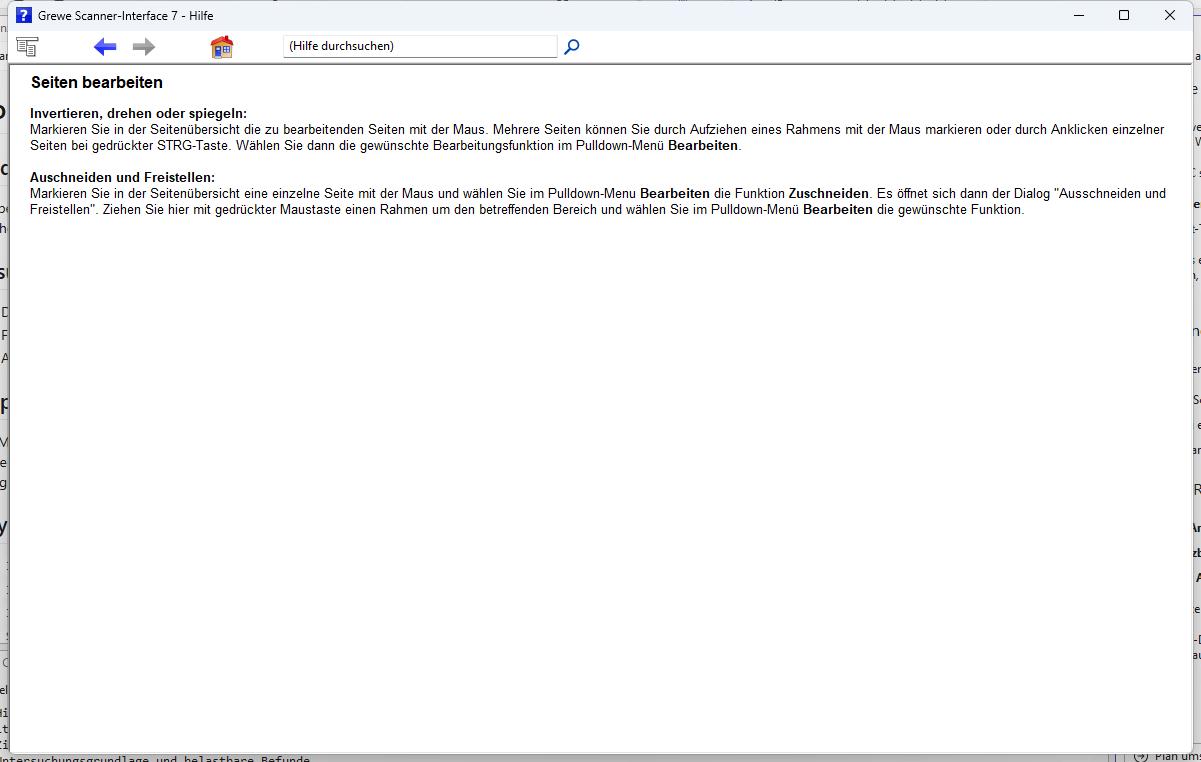 Grewe Scanner-Interface 7 - Hilfe
(Hilfe durchsuchen)
Seiten bearbeiten
Invertieren, drehen oder spiegeln:
Markieren Sie in der Seitenübersicht die zu bearbeitenden Seiten mit der Maus. Mehrere Seiten können Sie durch Aufziehen eines Rahmens mit der Maus markieren oder durch Anklicken einzelner
Seiten bei gedrückter STRG-Taste. Wählen Sie dann die gewünschte Bearbeitungsfunktion im Pulldown-Menü Bearbeiten.
Auschneiden und Freistellen:
Markieren Sie in der Seitenübersicht eine einzelne Seite mit der Maus und wählen Sie im Pulldown-Menu Bearbeiten die Funktion Zuschneiden. Es öffnet sich dann der Dialog "Ausschneiden und
Freistellen". Ziehen Sie hier mit gedrückter Maustaste einen Rahmen um den betreffenden Bereich und wählen Sie im Pulldown-Menü Bearbeiten die gewünschte Funktion.
und belastbare Befunde
Plan